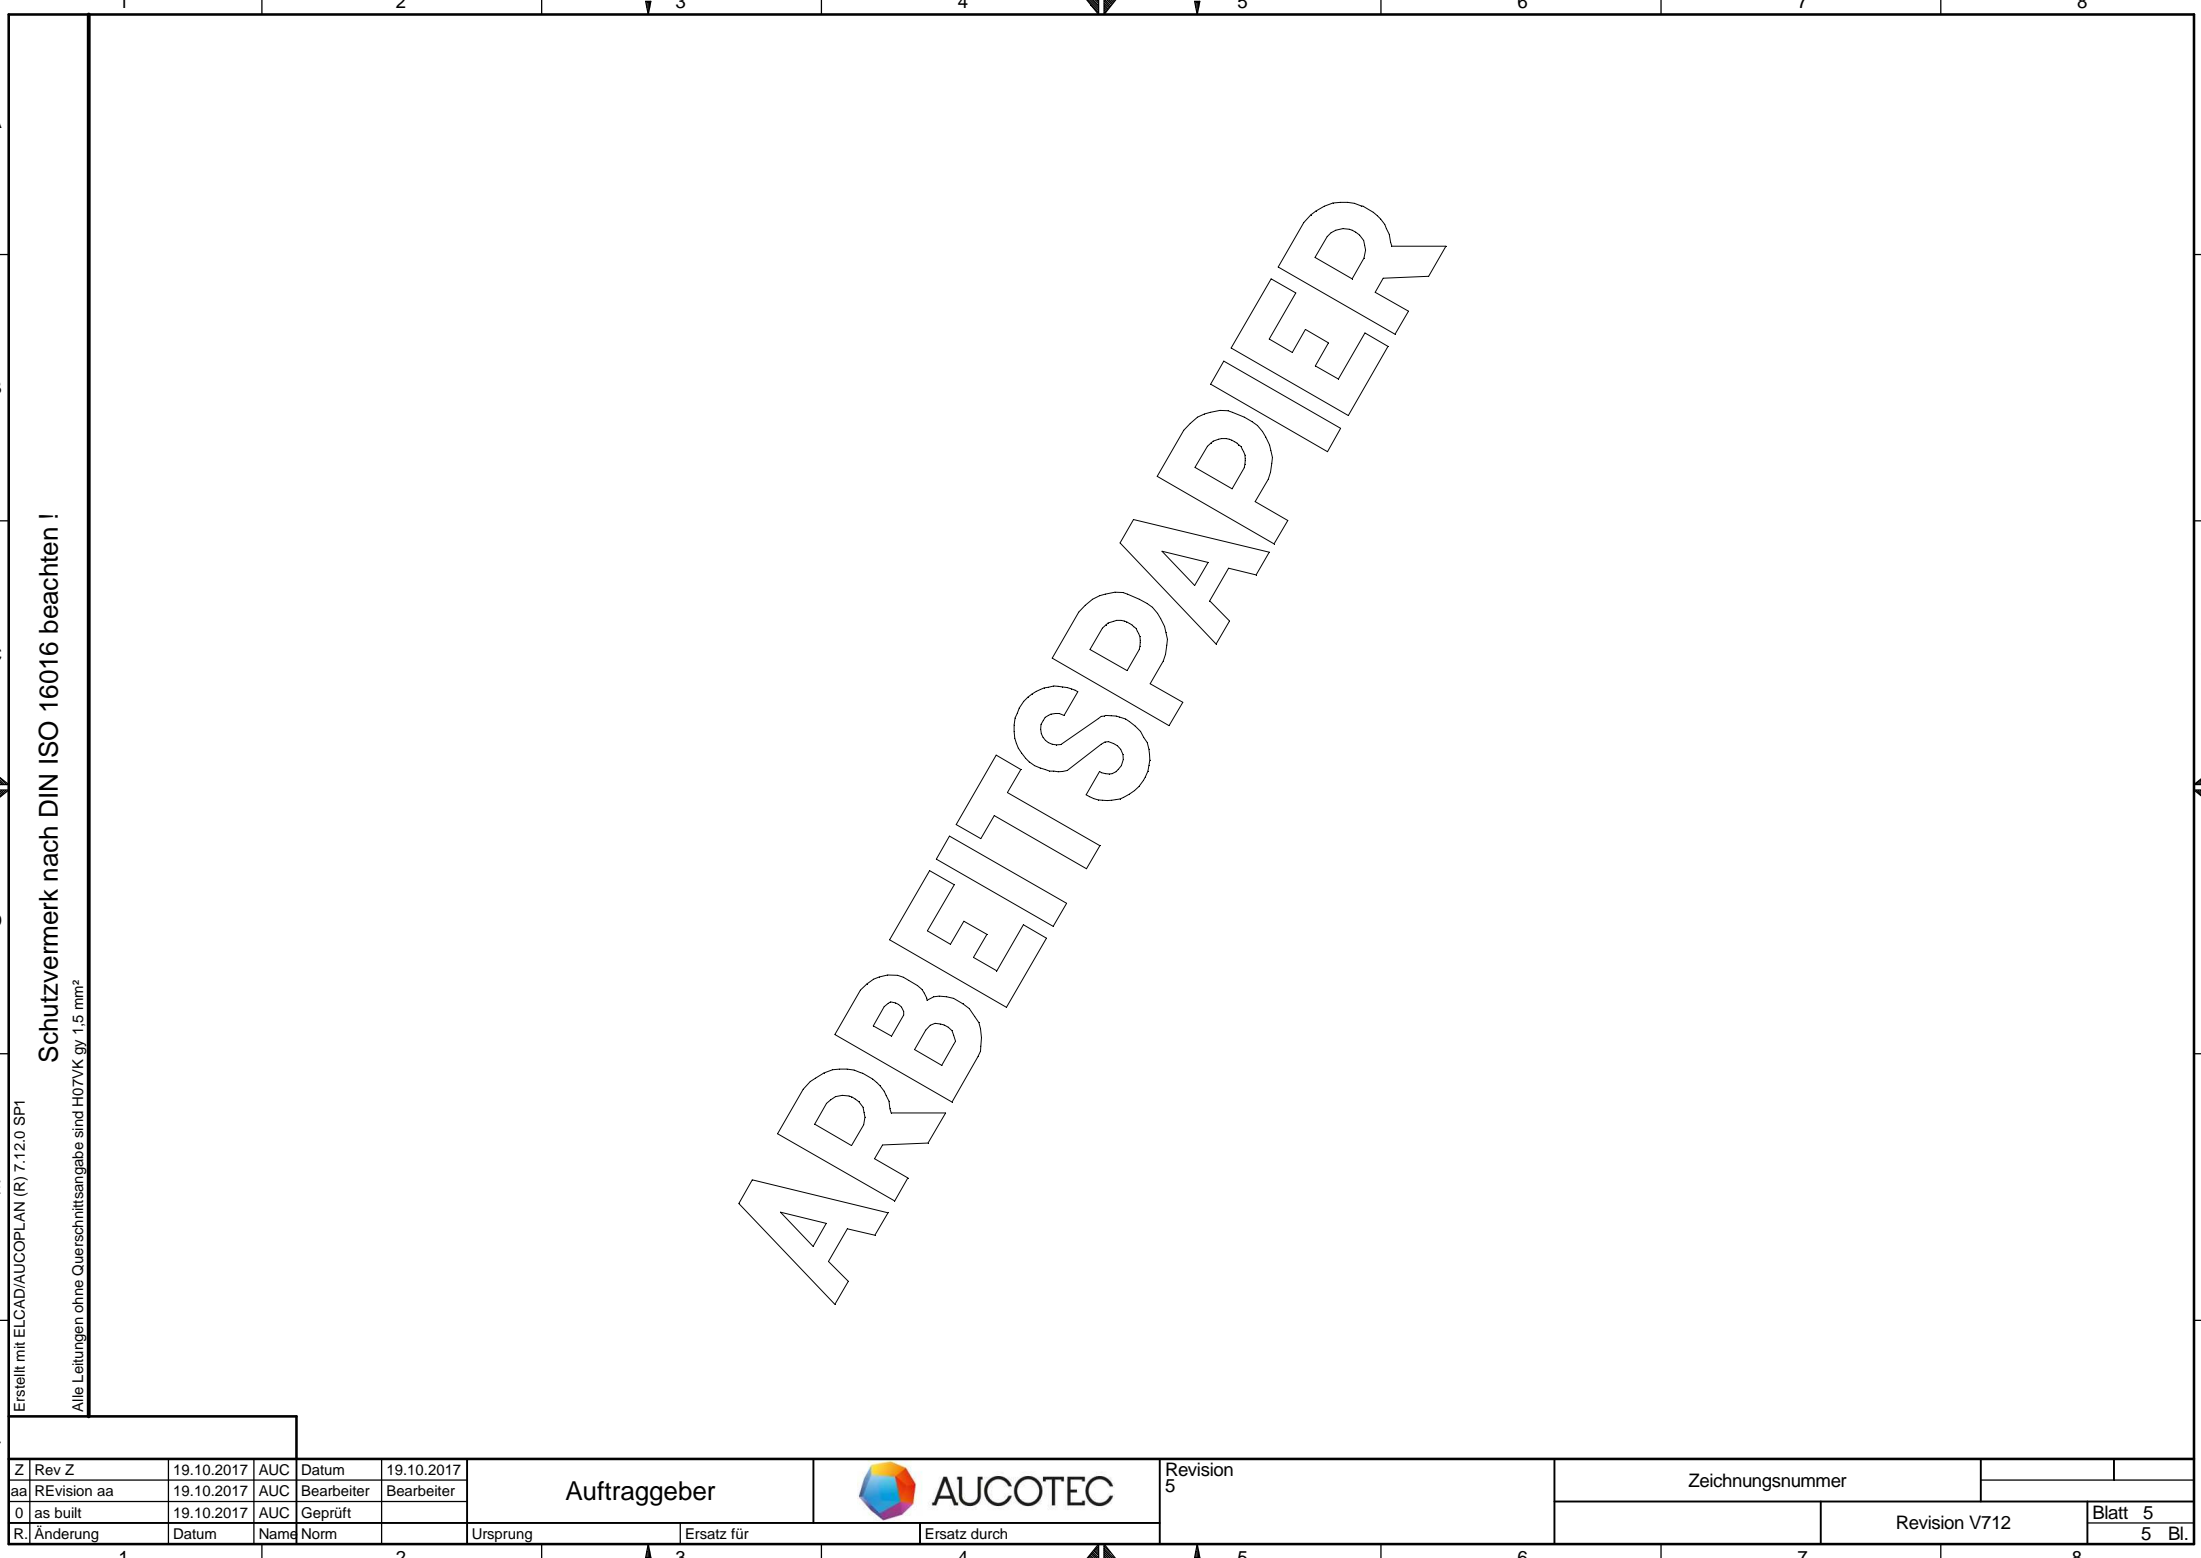 1 2 3 4 5 6 7 8
Schutzvermerk nach DIN ISO 16016 beachten !
Erstellt mit ELCAD/AUCOPLAN (R) 7.12.0 SP1
Alle Leitungen ohne Querschnittsangabe sind H07VK gy 1,5 mm²
ARBEITSPAPIER
Z Rev Z 19.10.2017 AUC Datum 19.10.2017
aa REvision aa 19.10.2017 AUC Bearbeiter Bearbeiter
0 as built 19.10.2017 AUC Geprüft
R. Änderung Datum Name Norm
Auftraggeber
Ursprung Ersatz für Ersatz durch
AUCOTEC
Revision
5
Zeichnungsnummer
Revision V712
Blatt 5
5 Bl.
1 2 3 4 5 6 7 8